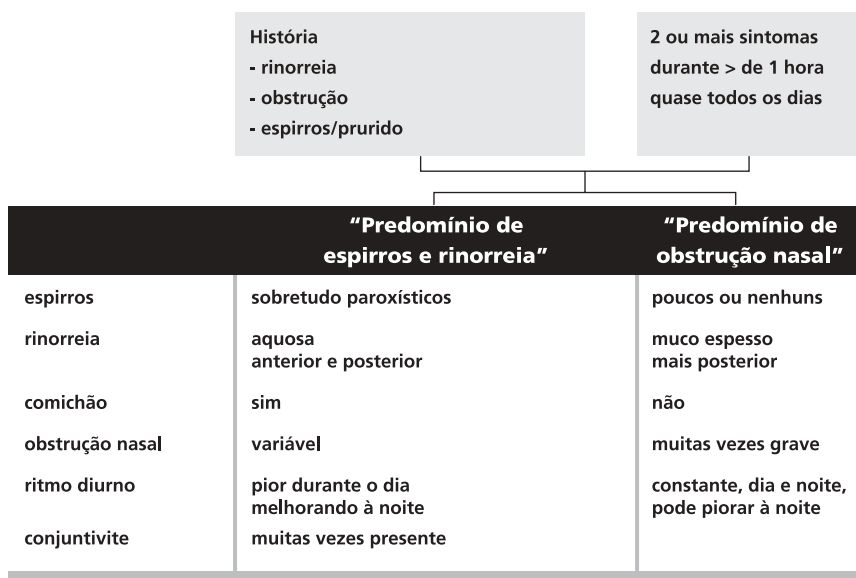 História
- rinorreia
- obstrução
- espirros/prurido
2 ou mais sintomas
durante > de 1 hora
quase todos os dias
“Predomínio de
espirros e rinorreia”
“Predomínio de
obstrução nasal”
espirros
sobretudo paroxísticos
poucos ou nenhuns
rinorreia
aquosa
anterior e posterior
muco espesso
mais posterior
comichão
sim
não
obstrução nasal
variável
muitas vezes grave
ritmo diurno
pior durante o dia
melhorando à noite
constante, dia e noite,
pode piorar à noite
conjuntivite
muitas vezes presente